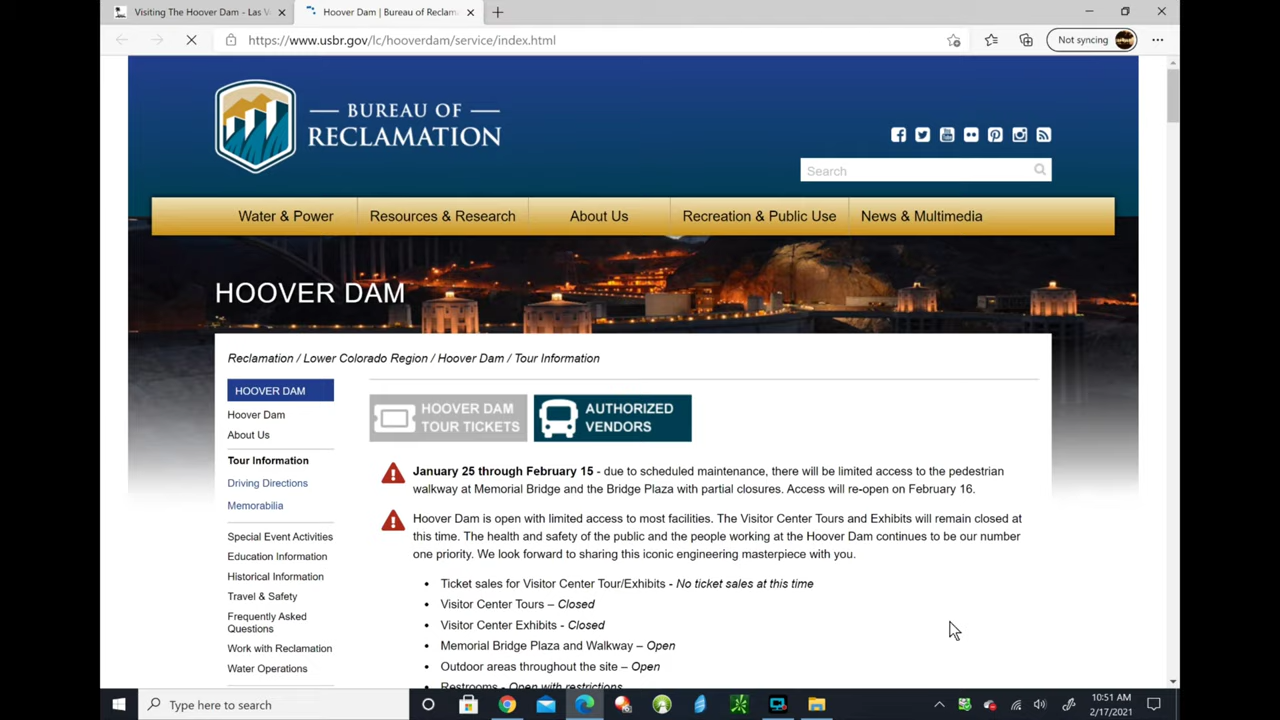 Visiting The Hoover Dam - Las V
Hoover Dam | Bureau of Reclam
https://www.usbr.gov/lc/hooverdam/service/index.html
Not syncing
BUREAU OF
RECLAMATION
Search
Water & Power
Resources & Research
About Us
Recreation & Public Use
News & Multimedia
HOOVER DAM
Reclamation / Lower Colorado Region / Hoover Dam / Tour Information
HOOVER DAM
Hoover Dam
About Us
Tour Information
Driving Directions
Memorabilia
Special Event Activities
Education Information
Historical Information
Travel & Safety
Frequently Asked
Questions
Work with Reclamation
Water Operations
HOOVER DAM
TOUR TICKETS
AUTHORIZED
VENDORS
January 25 through February 15 - due to scheduled maintenance, there will be limited access to the pedestrian
walkway at Memorial Bridge and the Bridge Plaza with partial closures. Access will re-open on February 16.
Hoover Dam is open with limited access to most facilities. The Visitor Center Tours and Exhibits will remain closed at
this time. The health and safety of the public and the people working at the Hoover Dam continues to be our number
one priority. We look forward to sharing this iconic engineering masterpiece with you.
• Ticket sales for Visitor Center Tour/Exhibits - No ticket sales at this time
• Visitor Center Tours – Closed
• Visitor Center Exhibits - Closed
• Memorial Bridge Plaza and Walkway – Open
• Outdoor areas throughout the site – Open
• Restrooms - Open with restrictions
Type here to search
10:51 AM
2/17/2021